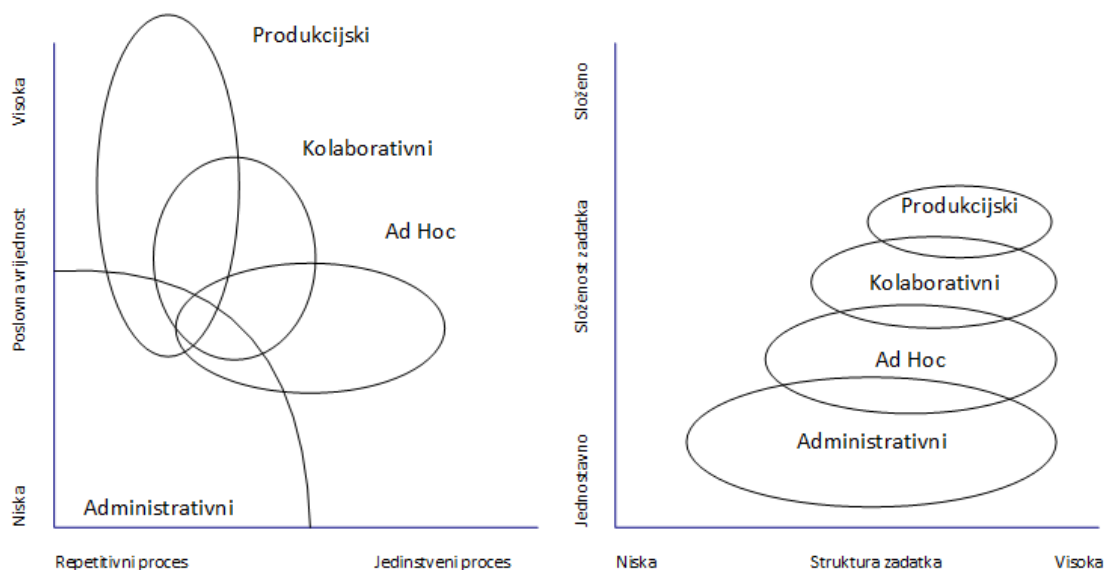 Produkcijski
Kolaborativni
Ad Hoc
Administrativni
Visoka
Poslovna vrijednost
Niska
Repetitivni proces
Jedinstveni proces
Složeno
Složenost zadatka
Jednostavno
Produkcijski
Kolaborativni
Ad Hoc
Administrativni
Niska
Struktura zadatka
Visoka